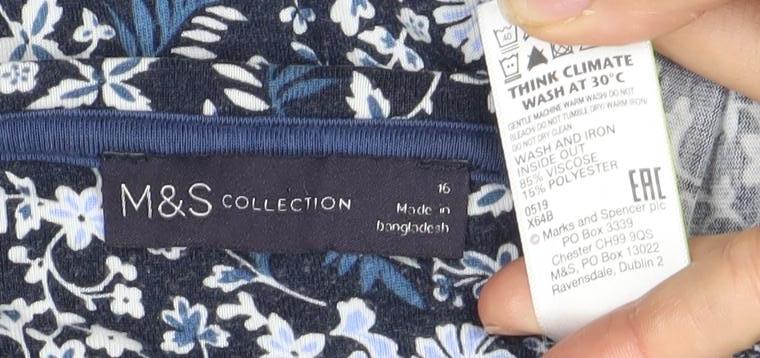 M&S COLLECTION
16
Made in
bangladesh
40
THINK CLIMATE
WASH AT 30°C
GENTLE MACHINE WARM WASH/ DO NOT
BLEACH/ DO NOT TUMBLE DRY/ WARM IRON/
DO NOT DRY CLEAN
WASH AND IRON
INSIDE OUT
85% VISCOSE
15% POLYESTER
0519
X64B
EAC
© Marks and Spencer plc
PO Box 3339
Chester CH99 9QS
M&S, PO Box 13022
Ravensdale, Dublin 2